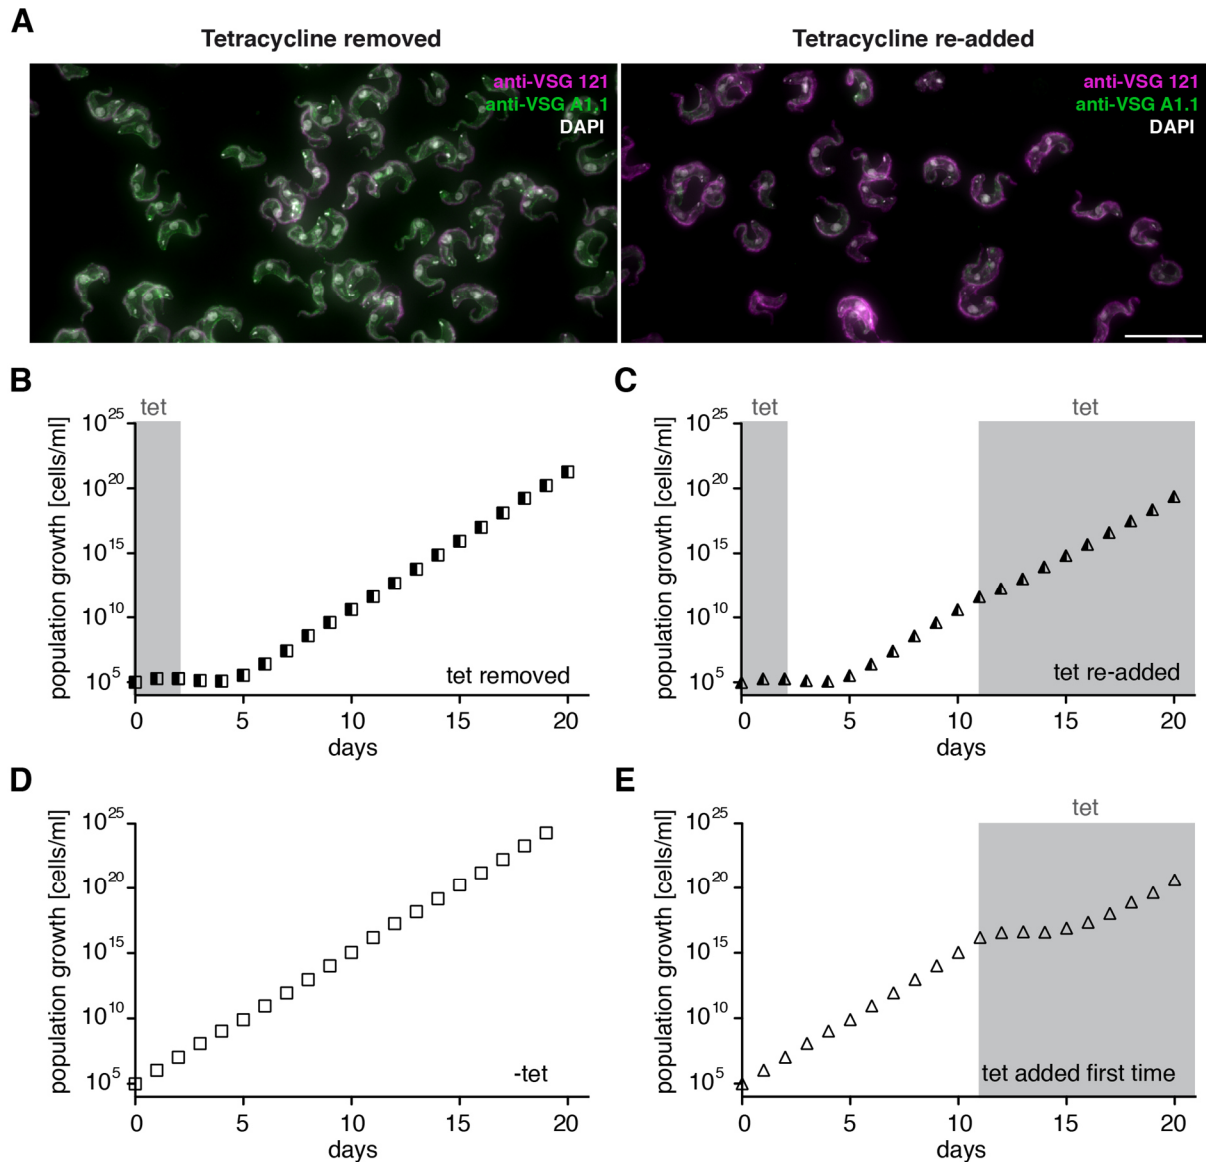 A
Tetracycline removed
Tetracycline re-added
anti-VSG 121
anti-VSG A1.1
DAPI
anti-VSG 121
anti-VSG A1.1
DAPI
B
tet
population growth [cells/ml]
10^25
10^20
10^15
10^10
10^5
tet removed
0 5 10 15 20
days
C
tet
tet
population growth [cells/ml]
10^25
10^20
10^15
10^10
10^5
tet re-added
0 5 10 15 20
days
D
population growth [cells/ml]
10^25
10^20
10^15
10^10
10^5
-tet
0 5 10 15 20
days
E
tet
population growth [cells/ml]
10^25
10^20
10^15
10^10
10^5
tet added first time
0 5 10 15 20
days